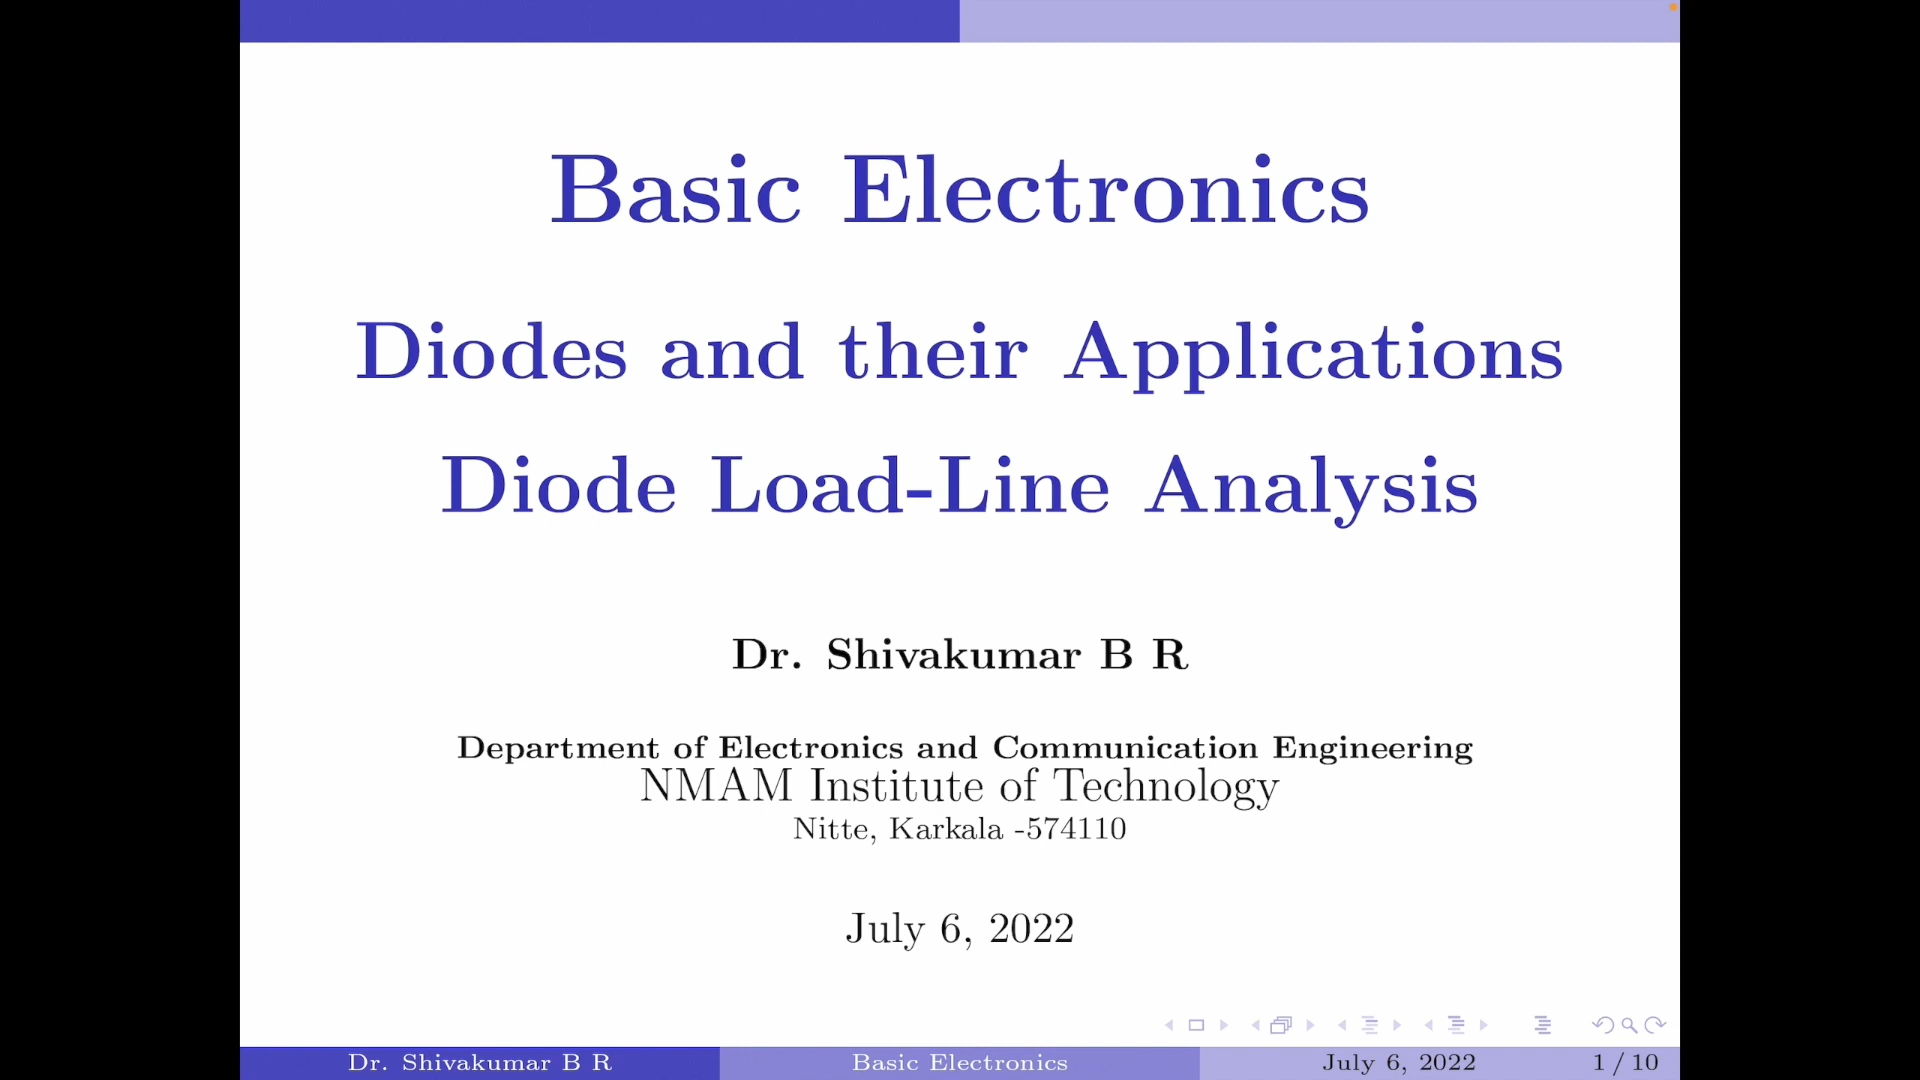 Basic Electronics
Diodes and their Applications
Diode Load-Line Analysis
Dr. Shivakumar B R
Department of Electronics and Communication Engineering
NMAM Institute of Technology
Nitte, Karkala -574110
July 6, 2022
Dr. Shivakumar B R Basic Electronics July 6, 2022 1 / 10